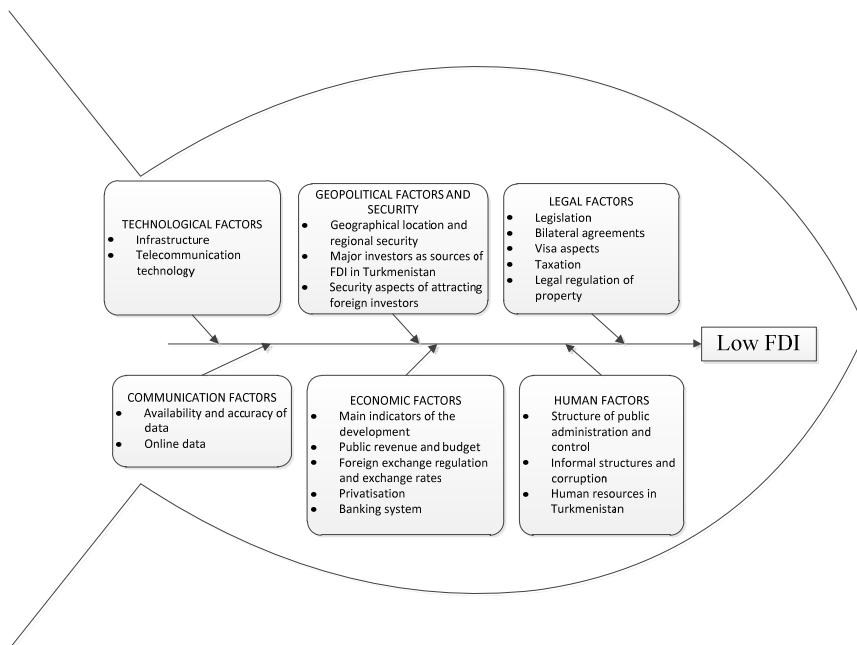 TECHNOLOGICAL FACTORS
• Infrastructure
• Telecommunication
technology
GEOPOLITICAL FACTORS AND
SECURITY
• Geographical location and
regional security
• Major investors as sources of
FDI in Turkmenistan
• Security aspects of attracting
foreign investors
LEGAL FACTORS
• Legislation
• Bilateral agreements
• Visa aspects
• Taxation
• Legal regulation of
property
Low FDI
COMMUNICATION FACTORS
• Availability and accuracy of
data
• Online data
ECONOMIC FACTORS
• Main indicators of the
development
• Public revenue and budget
• Foreign exchange regulation
and exchange rates
• Privatisation
• Banking system
HUMAN FACTORS
• Structure of public
administration and
control
• Informal structures and
corruption
• Human resources in
Turkmenistan